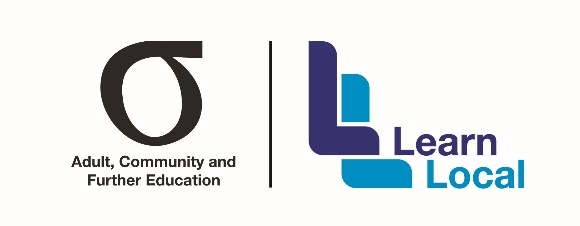 Adult, Community and
Further Education
Learn
Local